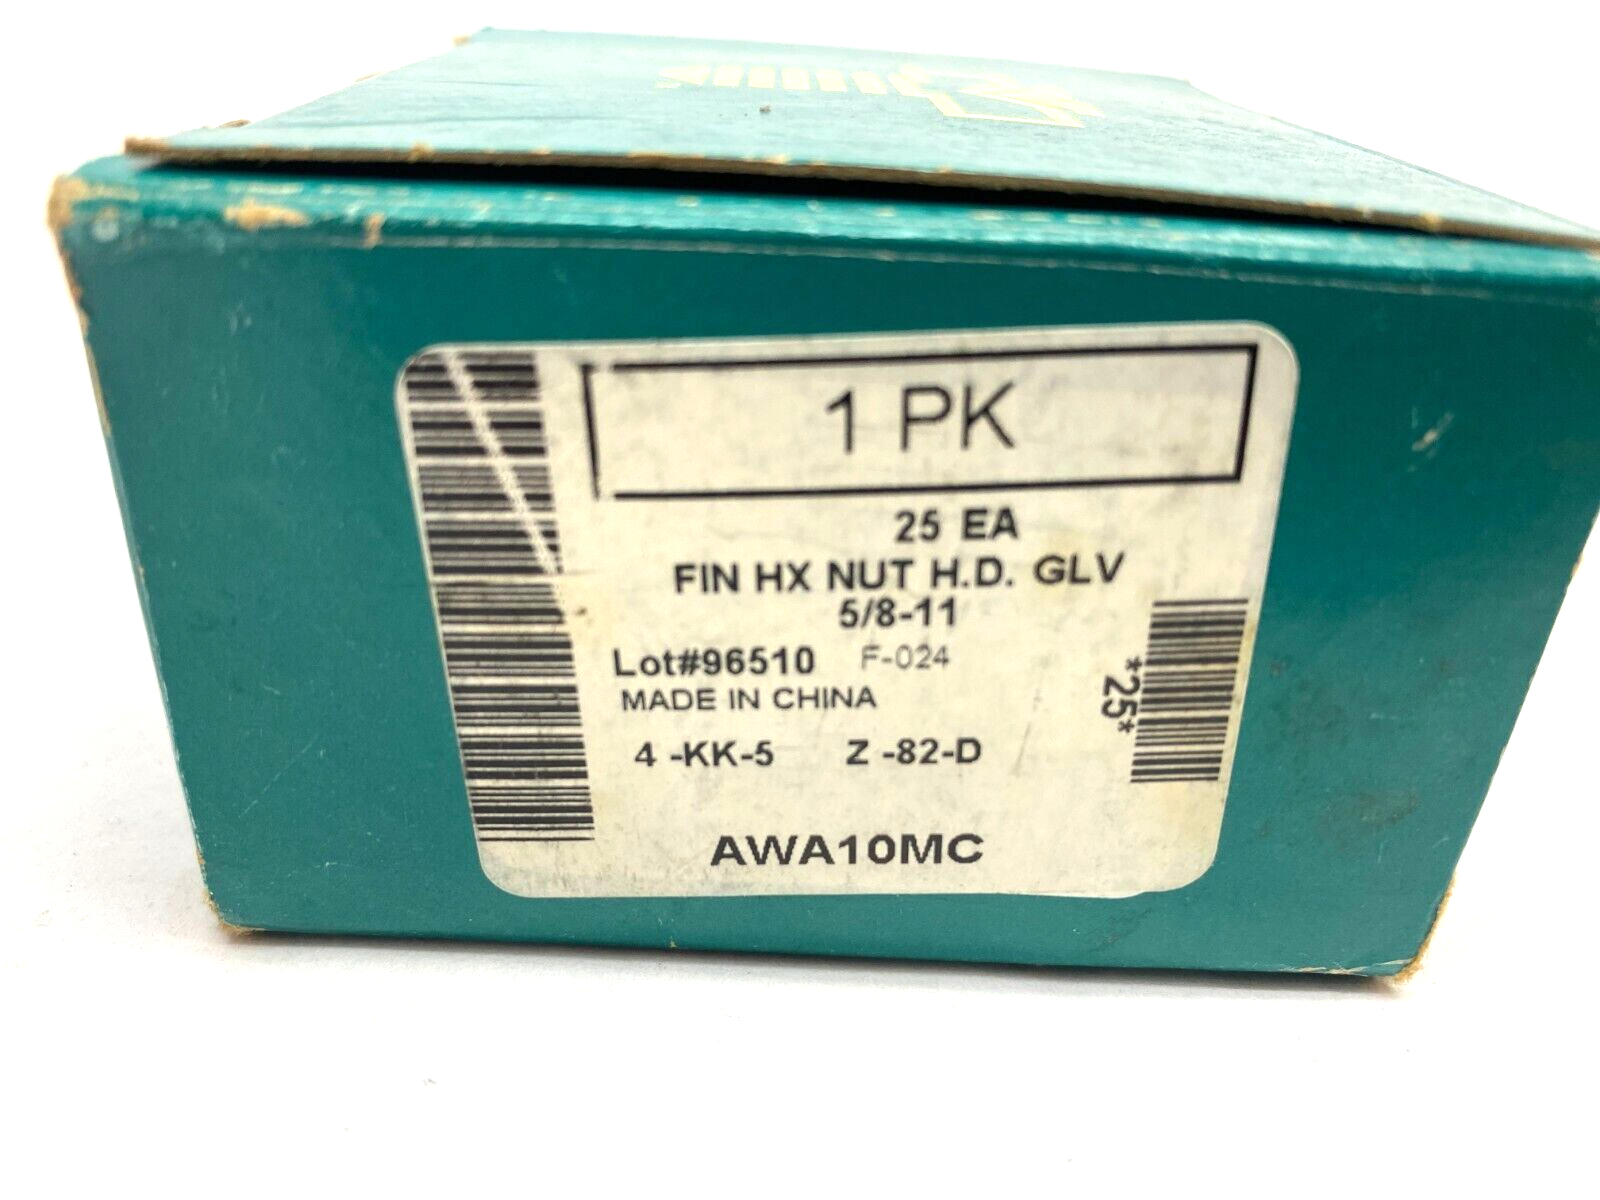 1 PK
25 EA
FIN HX NUT H.D. GLV
5/8-11
Lot#96510 F-024
MADE IN CHINA
*25*
4 -KK-5 Z -82-D
AWA10MC